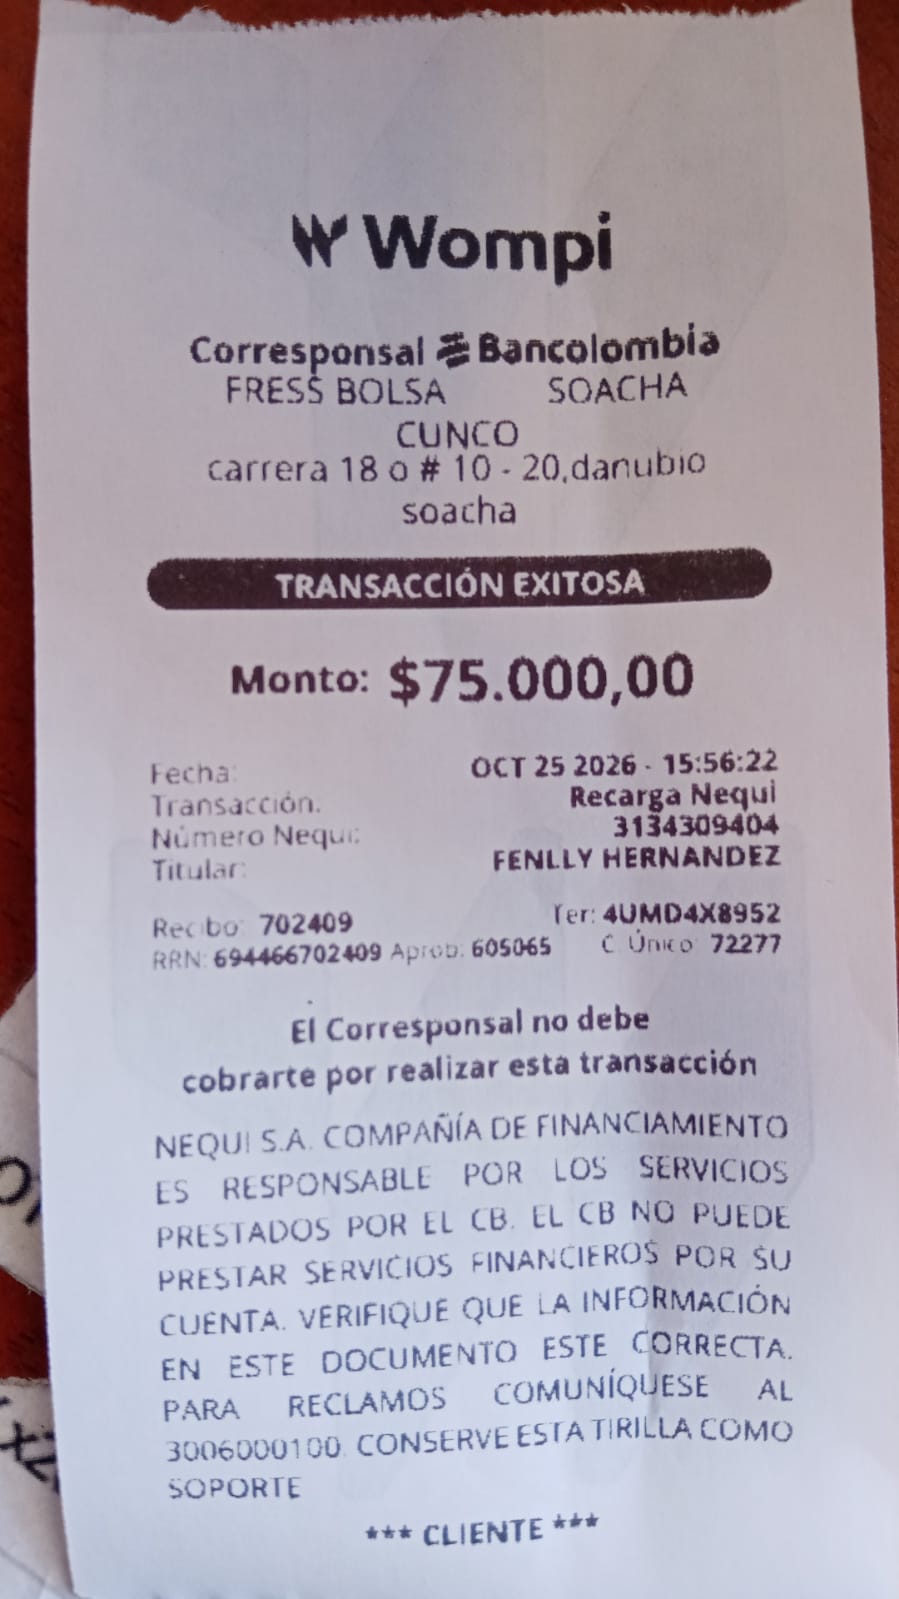 Wompi
Corresponsal Bancolombia
FRESS BOLSA SOACHA
CUNCO
carrera 18 o # 10 - 20,danubio
soacha
TRANSACCIÓN EXITOSA
Monto: $75.000,00
Fecha: OCT 25 2026 - 15:56:22
Transacción: Recarga Nequi
Número Nequi: 3134309404
Titular: FENLLY HERNANDEZ
Recibo: 702409 Ter: 4UMD4X8952
RRN: 694466702409 Aprob: 605065 C. Único: 72277
El Corresponsal no debe
cobrarte por realizar esta transacción
NEQUI S.A. COMPAÑÍA DE FINANCIAMIENTO
ES RESPONSABLE POR LOS SERVICIOS
PRESTADOS POR EL CB. EL CB NO PUEDE
PRESTAR SERVICIOS FINANCIEROS POR SU
CUENTA. VERIFIQUE QUE LA INFORMACIÓN
EN ESTE DOCUMENTO ESTE CORRECTA.
PARA RECLAMOS COMUNÍQUESE AL
3006000100. CONSERVE ESTA TIRILLA COMO
SOPORTE
*** CLIENTE ***